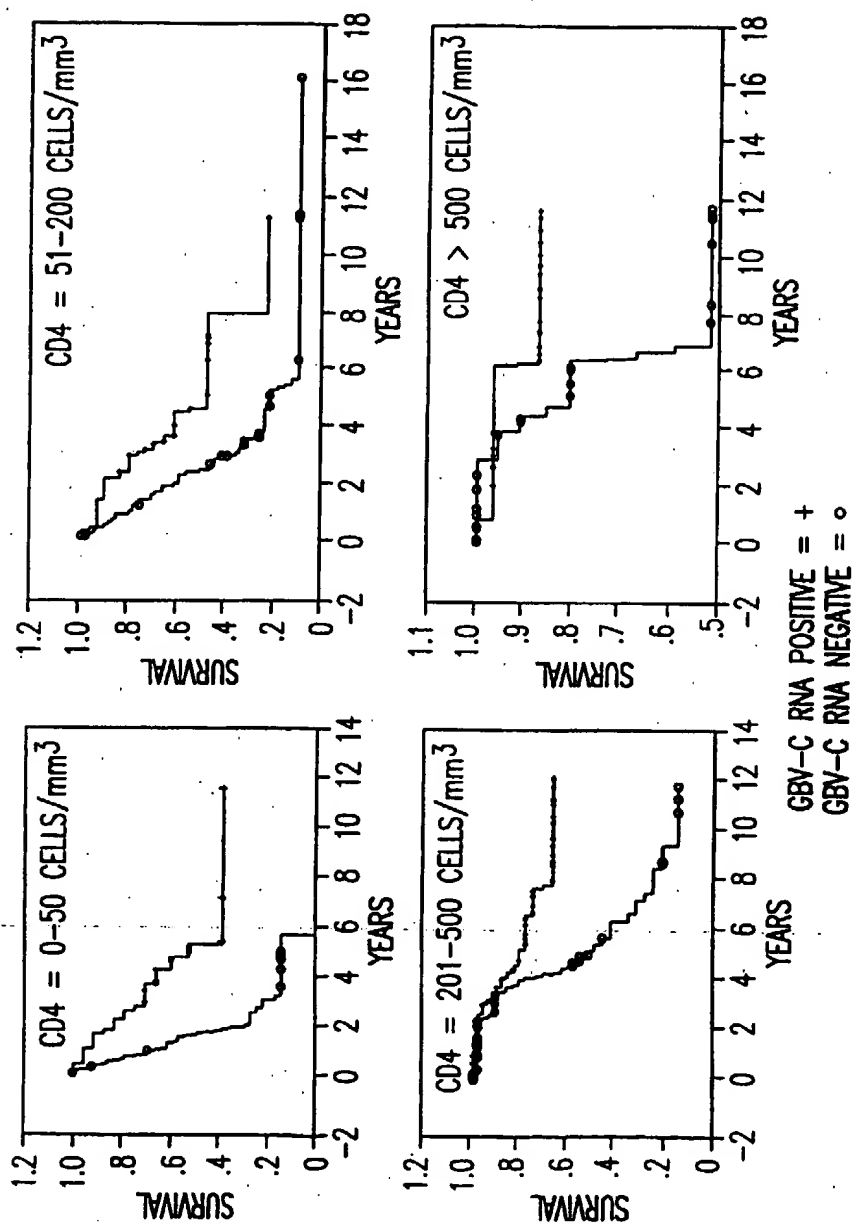 CD4 = 0-50 CELLS/mm3
SURVIVAL
1.2
1.0
.8
.6
.4
.2
0
-2 0 2 4 6 8 10 12 14
YEARS
CD4 = 51-200 CELLS/mm3
SURVIVAL
1.2
1.0
.8
.6
.4
.2
0
-2 0 2 4 6 8 10 12 14 16 18
YEARS
CD4 = 201-500 CELLS/mm3
SURVIVAL
1.2
1.0
.8
.6
.4
.2
0
-2 0 2 4 6 8 10 12 14
YEARS
CD4 > 500 CELLS/mm3
SURVIVAL
1.1
1.0
.9
.8
.7
.6
.5
-2 0 2 4 6 8 10 12 14 16 18
YEARS
GBV-C RNA POSITIVE = +
GBV-C RNA NEGATIVE = o